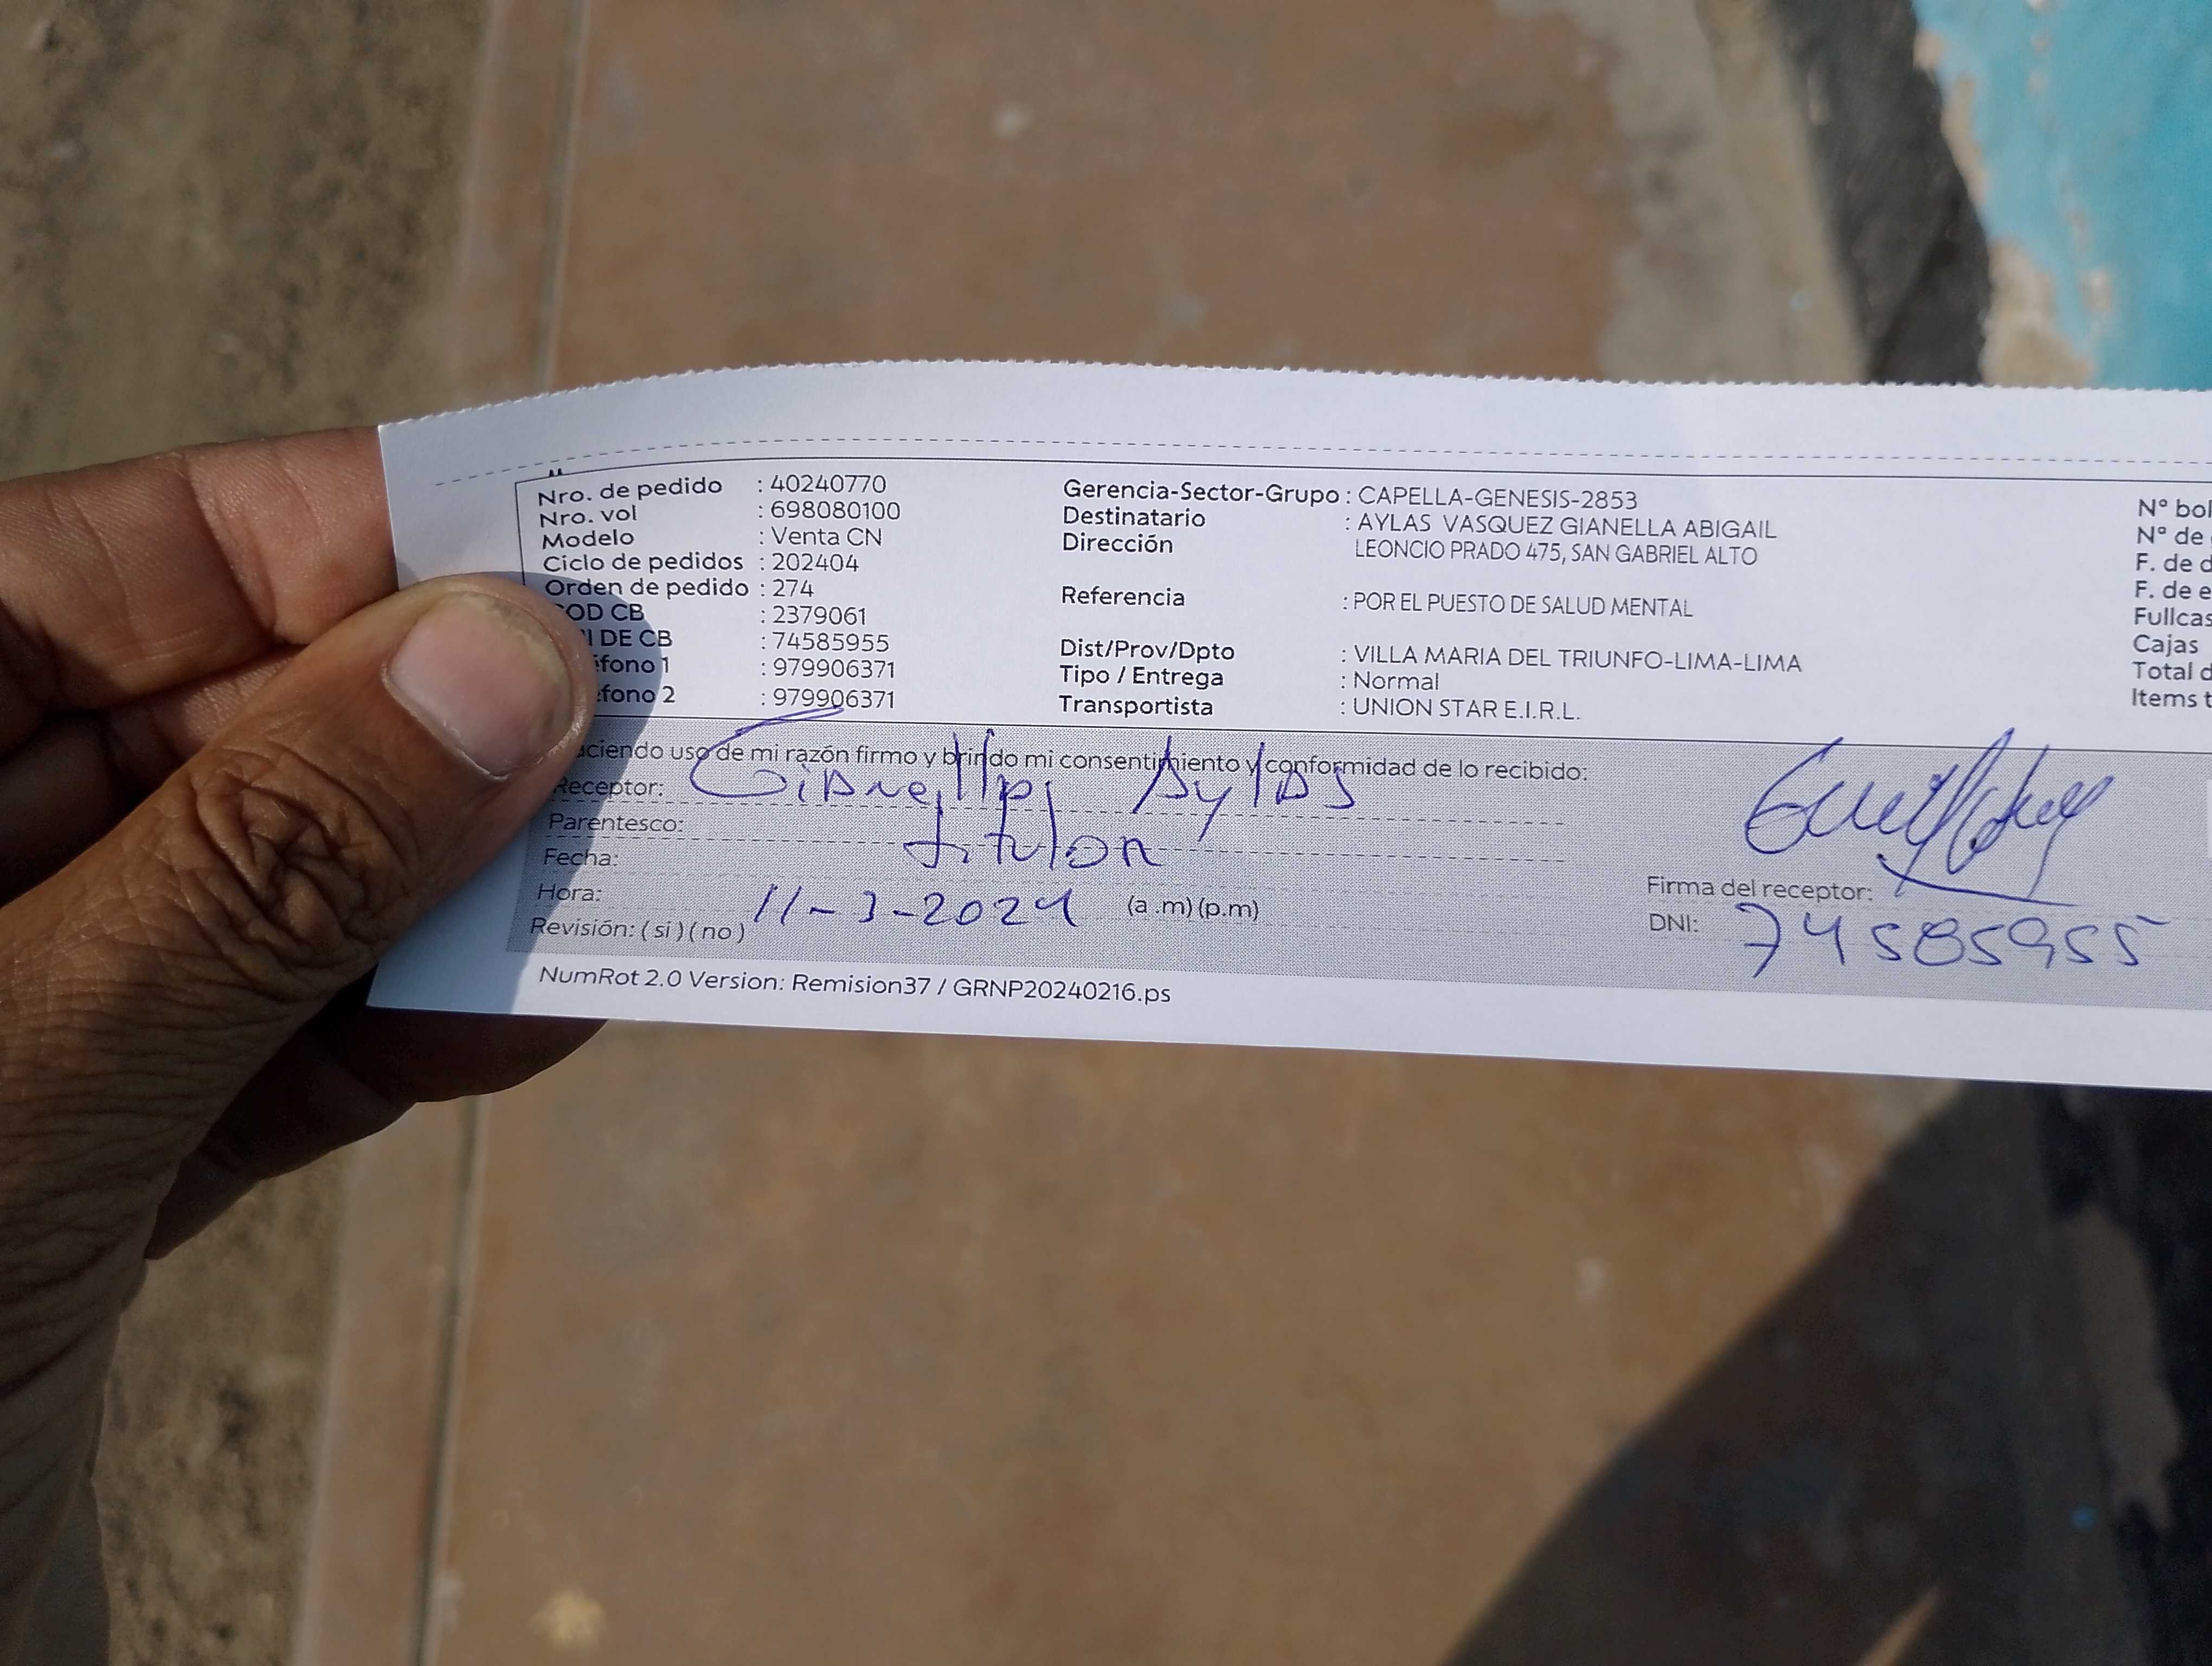 Nro. de pedido : 40240770
Nro. vol : 698080100
Modelo : Venta CN
Ciclo de pedidos : 202404
Orden de pedido : 274
OD CB : 2379061
I DE CB : 74585955
éfono 1 : 979906371
efono 2 : 979906371
Gerencia-Sector-Grupo : CAPELLA-GENESIS-2853
Destinatario : AYLAS VASQUEZ GIANELLA ABIGAIL
Dirección LEONCIO PRADO 475, SAN GABRIEL ALTO
Referencia : POR EL PUESTO DE SALUD MENTAL
Dist/Prov/Dpto : VILLA MARIA DEL TRIUNFO-LIMA-LIMA
Tipo / Entrega : Normal
Transportista : UNION STAR E.I.R.L.
N° bol
N° de
F. de d
F. de e
Fullcas
Cajas
Total d
Items t
aciendo uso de mi razón firmo y brindo mi consentimiento y conformidad de lo recibido:
Receptor: Gianella Aylas
Parentesco:
Fecha:
Hora: 11-3-2024 (a .m) (p.m)
Revisión: ( si ) ( no )
Firma del receptor:
DNI: 74585955
NumRot 2.0 Version: Remision37 / GRNP20240216.ps